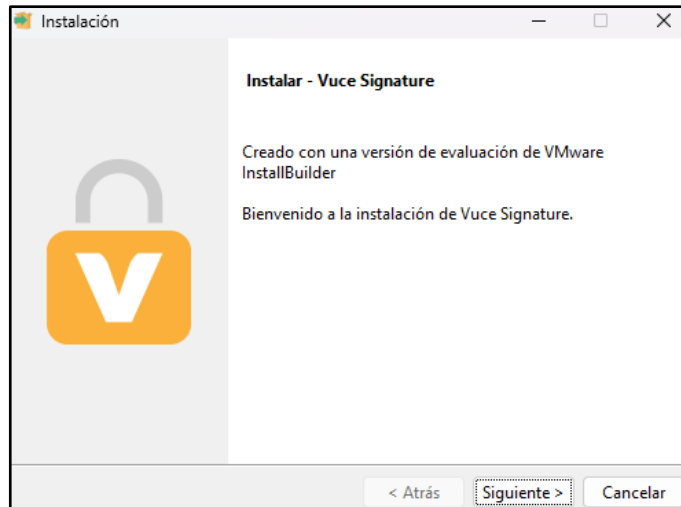 Instalación
Instalar - Vuce Signature
Creado con una versión de evaluación de VMware
InstallBuilder
Bienvenido a la instalación de Vuce Signature.
V
< Atrás
Siguiente >
Cancelar